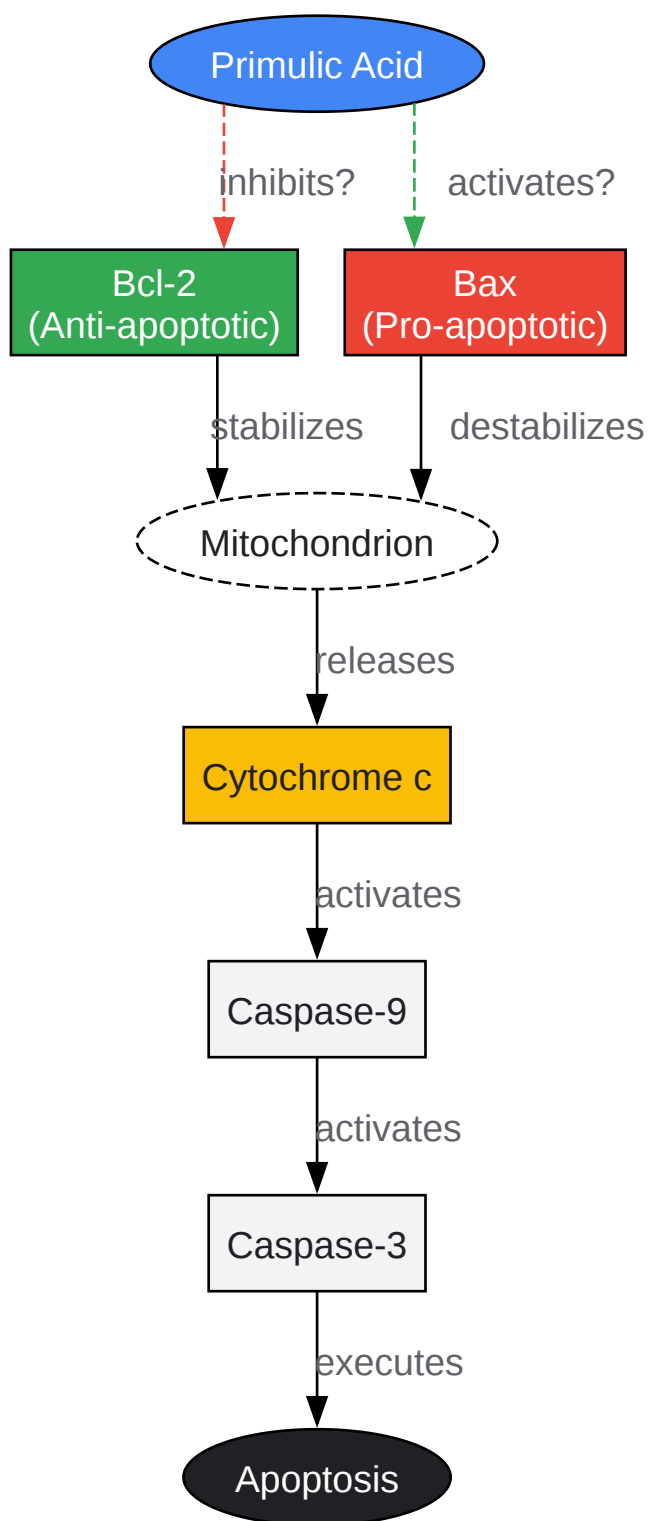 Primulic Acid
inhibits?
activates?
Bcl-2
(Anti-apoptotic)
Bax
(Pro-apoptotic)
stabilizes
destabilizes
Mitochondrion
releases
Cytochrome c
activates
Caspase-9
activates
Caspase-3
executes
Apoptosis